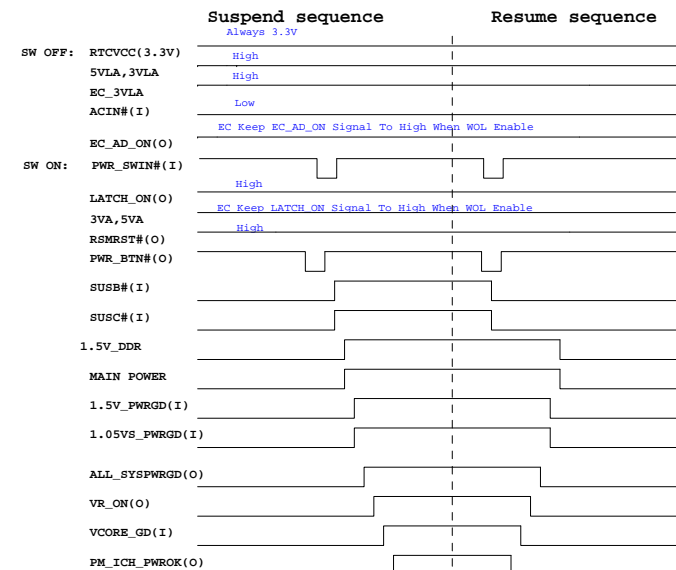 Suspend sequence Resume sequence
Always 3.3V
SW OFF: RTCVCC(3.3V)
High
5VLA,3VLA
High
EC_3VLA
Low
ACIN#(I)
EC Keep EC_AD_ON Signal To High When WOL Enable
EC_AD_ON(O)
SW ON: PWR_SWIN#(I)
High
LATCH_ON(O)
EC Keep LATCH_ON Signal To High When WOL Enable
3VA,5VA
High
RSMRST#(O)
PWR_BTN#(O)
SUSB#(I)
SUSC#(I)
1.5V_DDR
MAIN POWER
1.5V_PWRGD(I)
1.05VS_PWRGD(I)
ALL_SYSPWRGD(O)
VR_ON(O)
VCORE_GD(I)
PM_ICH_PWROK(O)